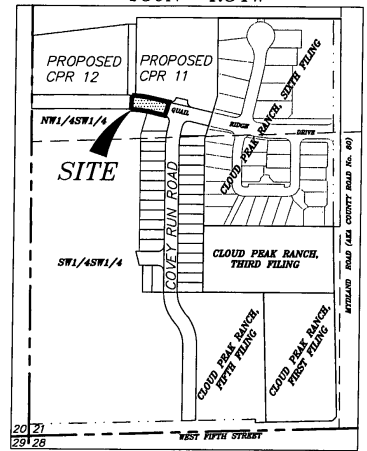 PROPOSED
CPR 12
PROPOSED
CPR 11
NW1/4SW1/4
QUAIL
RIDGE
DRIVE
CLOUD PEAK RANCH, SIXTH FILING
SITE
COVEY RUN ROAD
MYDLAND ROAD (AKA COUNTY ROAD No. 60)
SW1/4SW1/4
CLOUD PEAK RANCH,
THIRD FILING
CLOUD PEAK RANCH,
FIFTH FILING
CLOUD PEAK RANCH,
FIRST FILING
20 21
29 28
WEST FIFTH STREET